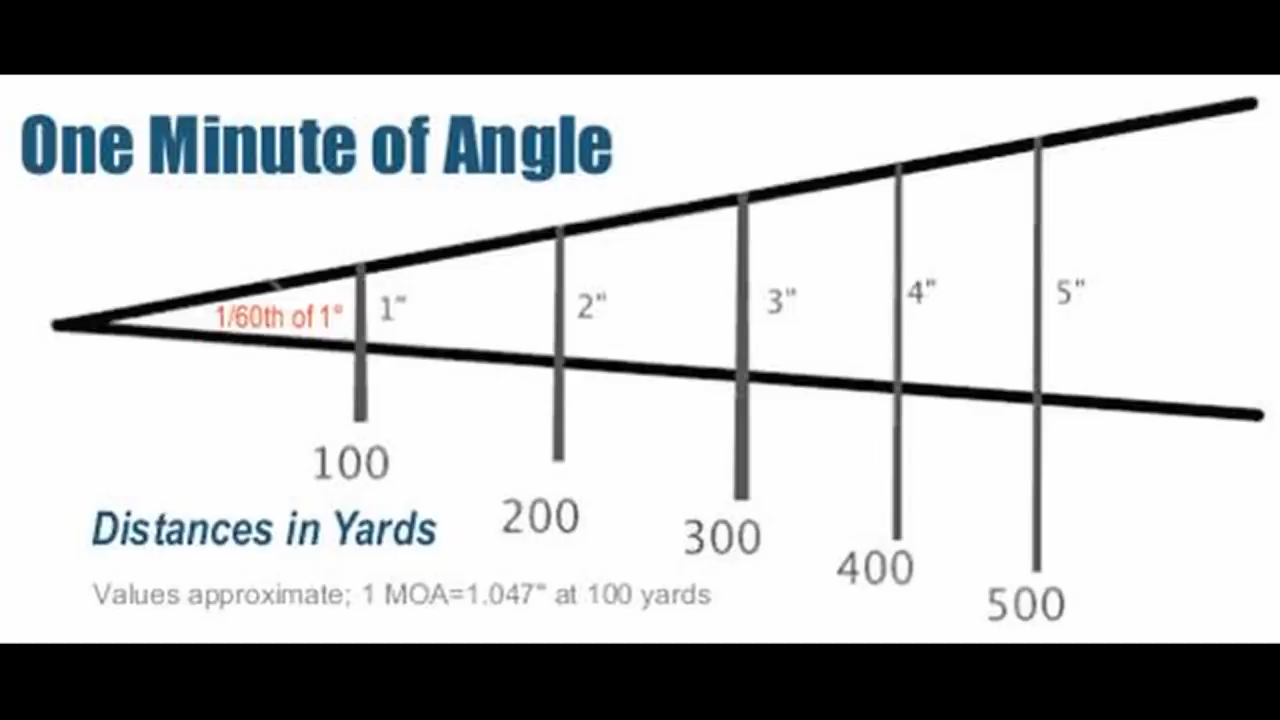 One Minute of Angle
1/60th of 1°
1"
2"
3"
4"
5"
100
200
300
400
500
Distances in Yards
Values approximate; 1 MOA=1.047" at 100 yards